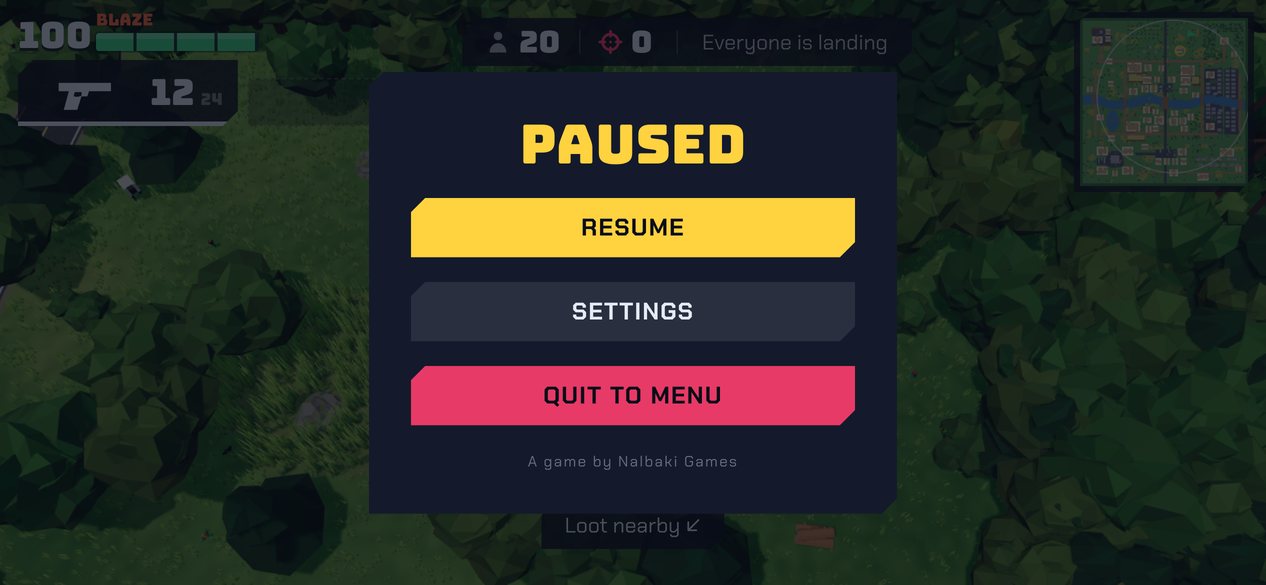 BLAZE
100
20 0 Everyone is landing
12 24
PAUSED
RESUME
SETTINGS
QUIT TO MENU
A game by Nalbaki Games
Loot nearby ↙